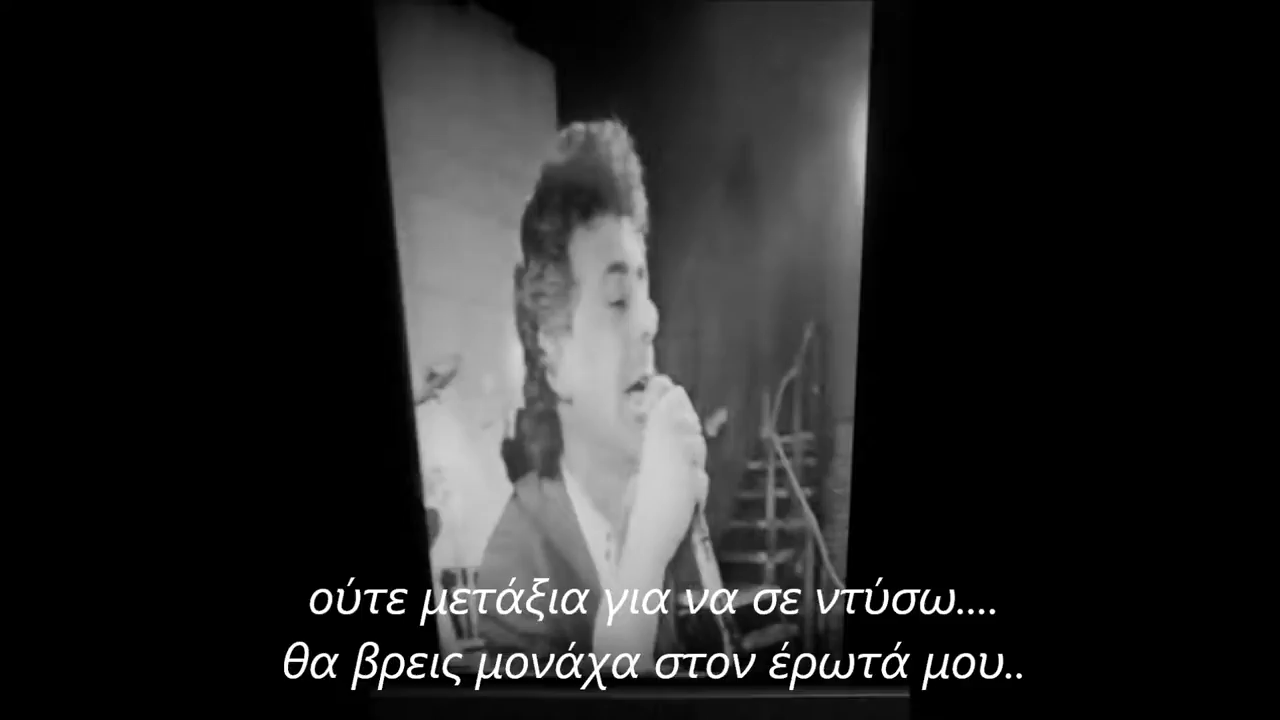 ούτε μετάξια για να σε ντύσω....
θα βρεις μονάχα στον έρωτά μου..